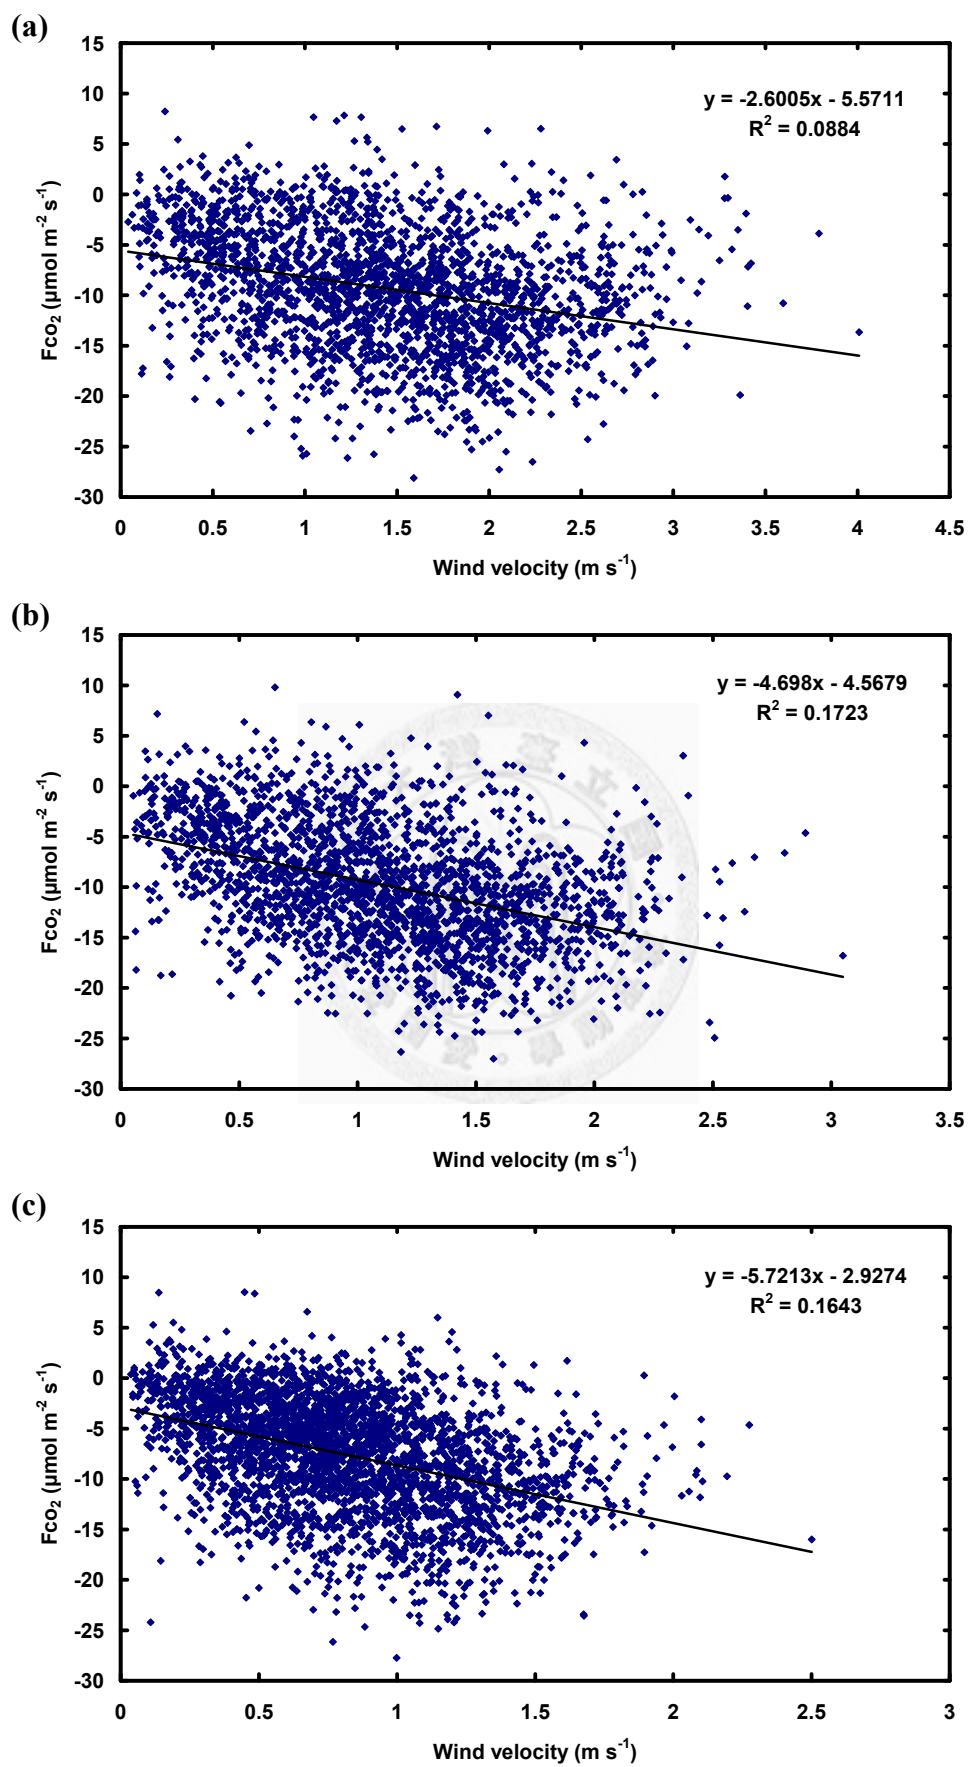 (a)
15
10
5
0
-5
-10
-15
-20
-25
-30
Fco₂ (μmol m⁻² s⁻¹)
y = -2.6005x - 5.5711
R² = 0.0884
0 0.5 1 1.5 2 2.5 3 3.5 4 4.5
Wind velocity (m s⁻¹)
(b)
15
10
5
0
-5
-10
-15
-20
-25
-30
Fco₂ (μmol m⁻² s⁻¹)
y = -4.698x - 4.5679
R² = 0.1723
0 0.5 1 1.5 2 2.5 3 3.5
Wind velocity (m s⁻¹)
(c)
15
10
5
0
-5
-10
-15
-20
-25
-30
Fco₂ (μmol m⁻² s⁻¹)
y = -5.7213x - 2.9274
R² = 0.1643
0 0.5 1 1.5 2 2.5 3
Wind velocity (m s⁻¹)